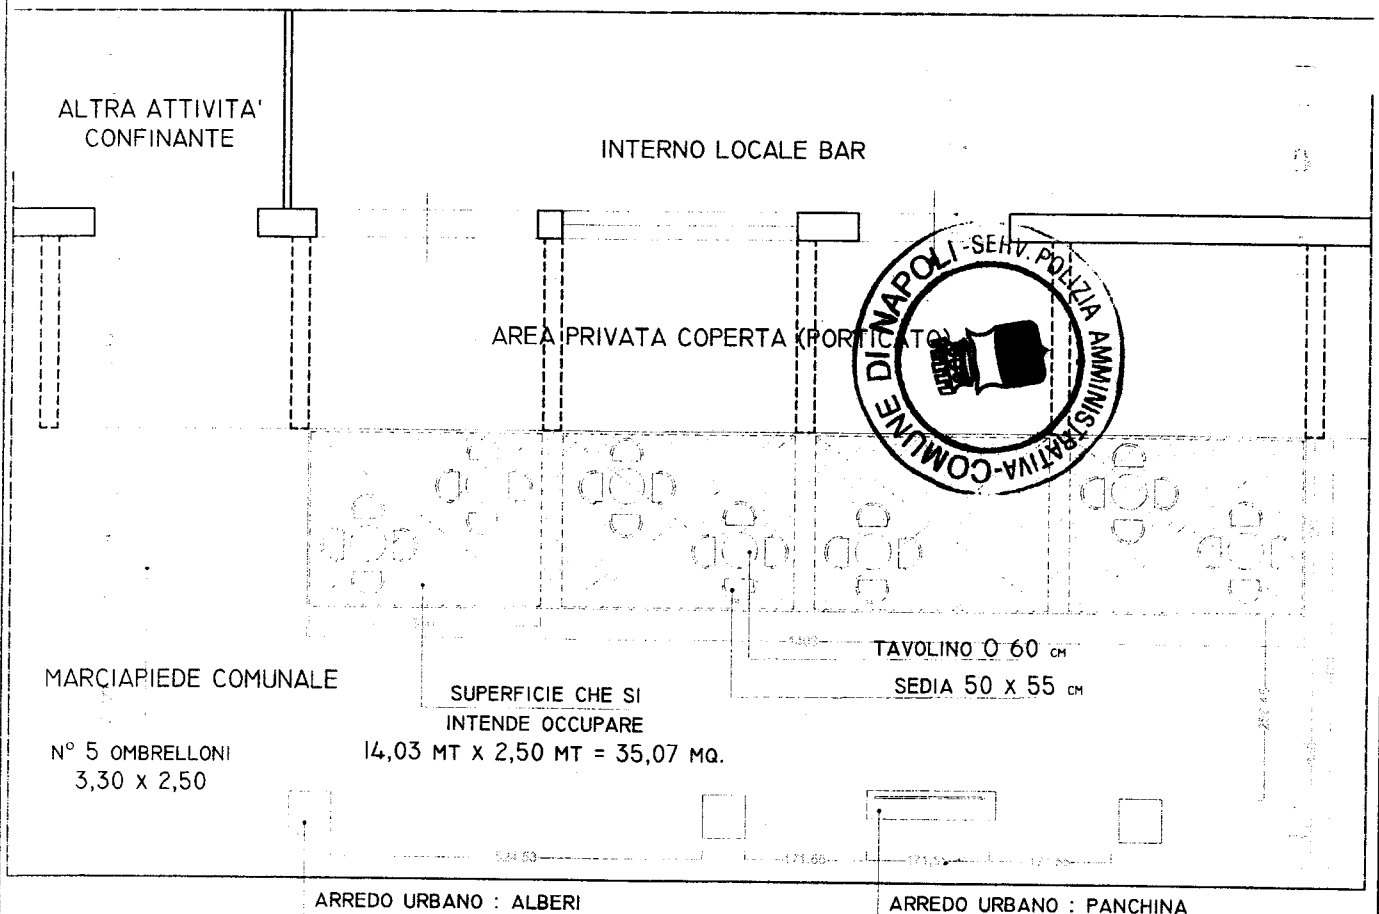 ALTRA ATTIVITA'
CONFINANTE
INTERNO LOCALE BAR
AREA PRIVATA COPERTA (PORTICATO)
COMUNE DI NAPOLI - SERV. POLIZIA AMMINISTRATIVA -
MARCIAPIEDE COMUNALE
N° 5 OMBRELLONI
3,30 X 2,50
SUPERFICIE CHE SI
INTENDE OCCUPARE
14,03 MT X 2,50 MT = 35,07 MQ.
TAVOLINO O 60 CM
SEDIA 50 X 55 CM
ARREDO URBANO : ALBERI
ARREDO URBANO : PANCHINA